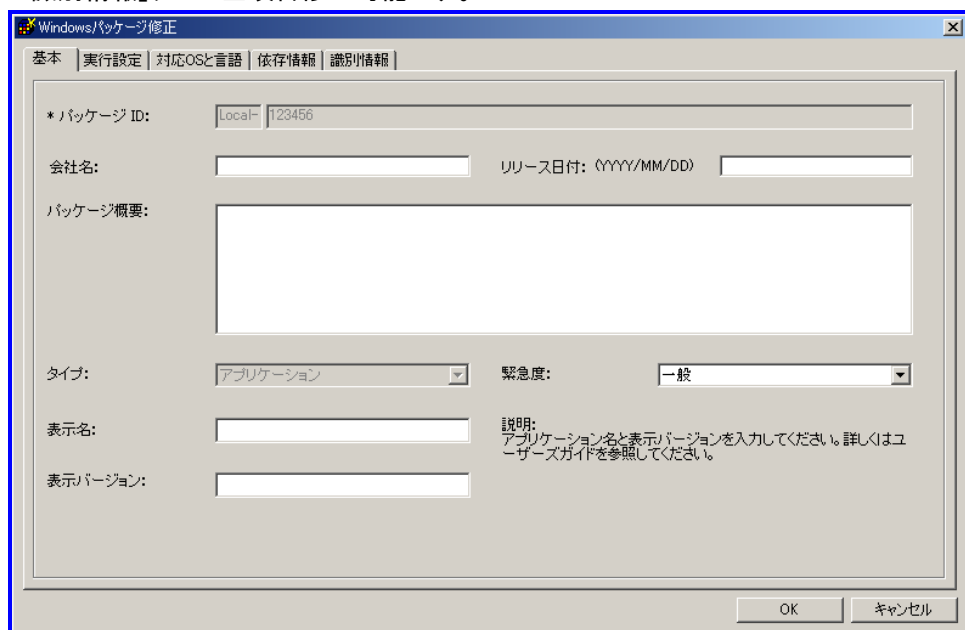 Windowsパッケージ修正
基本 実行設定 対応OSと言語 依存情報 識別情報
* パッケージ ID: Local- 123456
会社名: リリース日付: (YYYY/MM/DD)
パッケージ概要:
タイプ: アプリケーション 緊急度: 一般
表示名:
説明:
アプリケーション名と表示バージョンを入力してください。詳しくはユ
ーザーズガイドを参照してください。
表示バージョン:
OK キャンセル